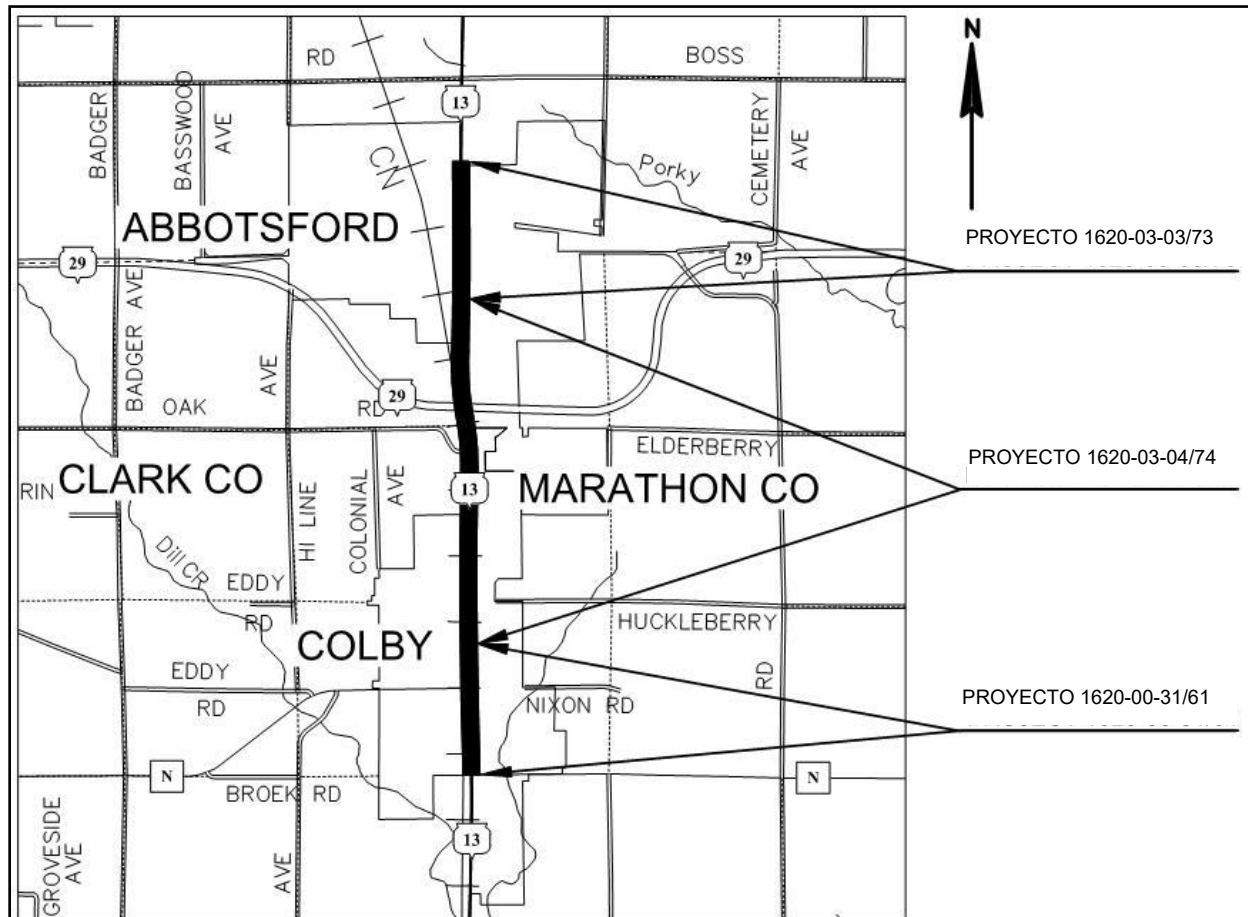 RD
BOSS
N
13
BADGER
BASSWOOD
AVE
CN
Porky
CEMETERY
AVE
ABBOTSFORD
PROYECTO 1620-03-03/73
29
29
BADGER AVE
AVE
29
OAK
RD
ELDERBERRY
PROYECTO 1620-03-04/74
RIN
CLARK CO
13
MARATHON CO
HI LINE
COLONIAL
AVE
Dill CR
EDDY
RD
HUCKLEBERRY
COLBY
EDDY
RD
NIXON RD
RD
PROYECTO 1620-00-31/61
N
N
BROEK RD
13
GROVESIDE
AVE
AVE